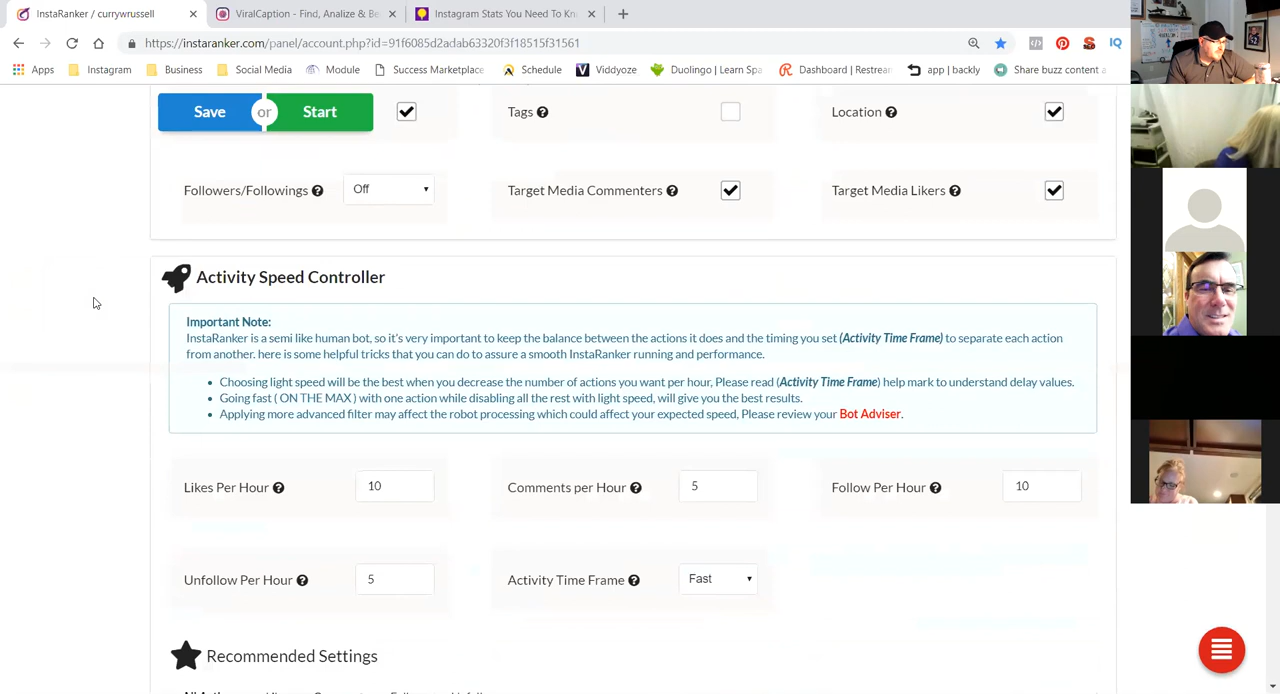 InstaRanker / currywrussell
ViralCaption - Find, Analize & Be
Instagram Stats You Need To Kn
https://instaranker.com/panel/account.php?id=91f6085d2adab63320f3f18515f31561
IQ
Apps Instagram Business Social Media Module Success Marketplace Schedule Viddyoze Duolingo | Learn Spa Dashboard | Restrea app | backly Share buzz content a
Save or Start
Tags
Location
Followers/Followings Off
Target Media Commenters
Target Media Likers
Activity Speed Controller
Important Note:
InstaRanker is a semi like human bot, so it's very important to keep the balance between the actions it does and the timing you set (Activity Time Frame) to separate each action
from another. here is some helpful tricks that you can do to assure a smooth InstaRanker running and performance.
• Choosing light speed will be the best when you decrease the number of actions you want per hour, Please read (Activity Time Frame) help mark to understand delay values.
• Going fast ( ON THE MAX ) with one action while disabling all the rest with light speed, will give you the best results.
• Applying more advanced filter may affect the robot processing which could affect your expected speed, Please review your Bot Adviser.
Likes Per Hour 10
Comments per Hour 5
Follow Per Hour 10
Unfollow Per Hour 5
Activity Time Frame Fast
Recommended Settings